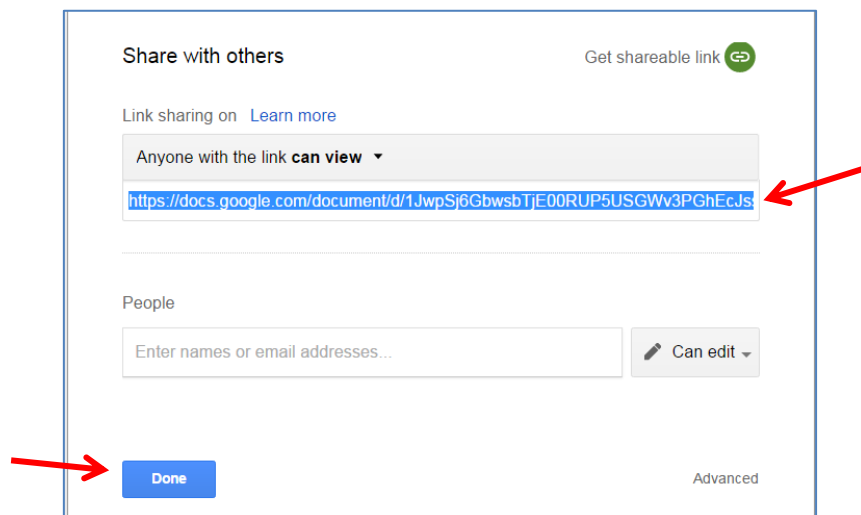 Share with others
Get shareable link
Link sharing on Learn more
Anyone with the link can view
https://docs.google.com/document/d/1JwpSj6GbwsbTjE00RUP5USGWv3PGhEcJs
People
Enter names or email addresses...
Can edit
Done
Advanced